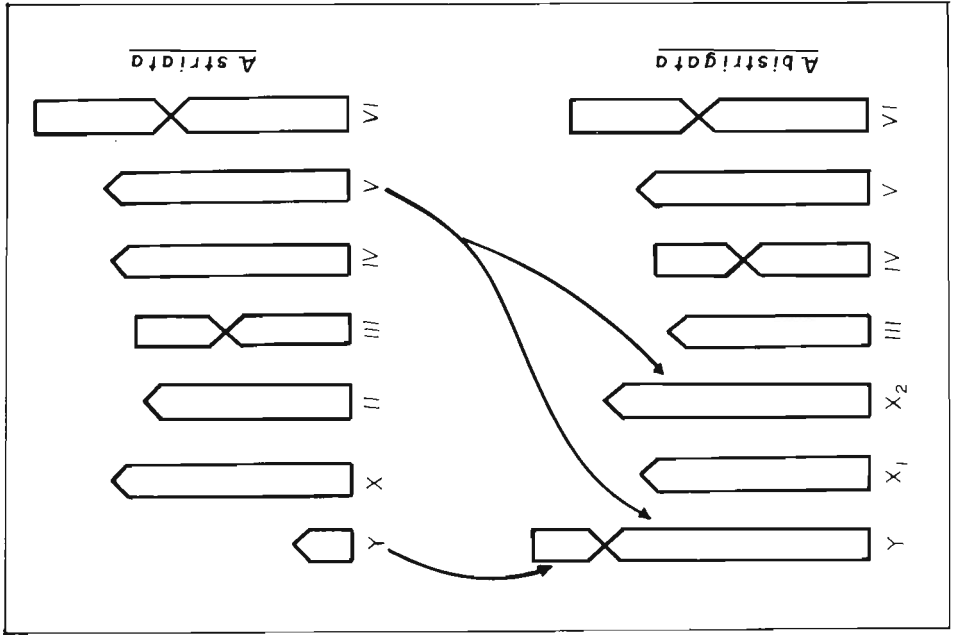 A striata
VI
V
IV
III
II
X
Y
A bistrigata
VI
V
IV
III
X₂
X₁
Y